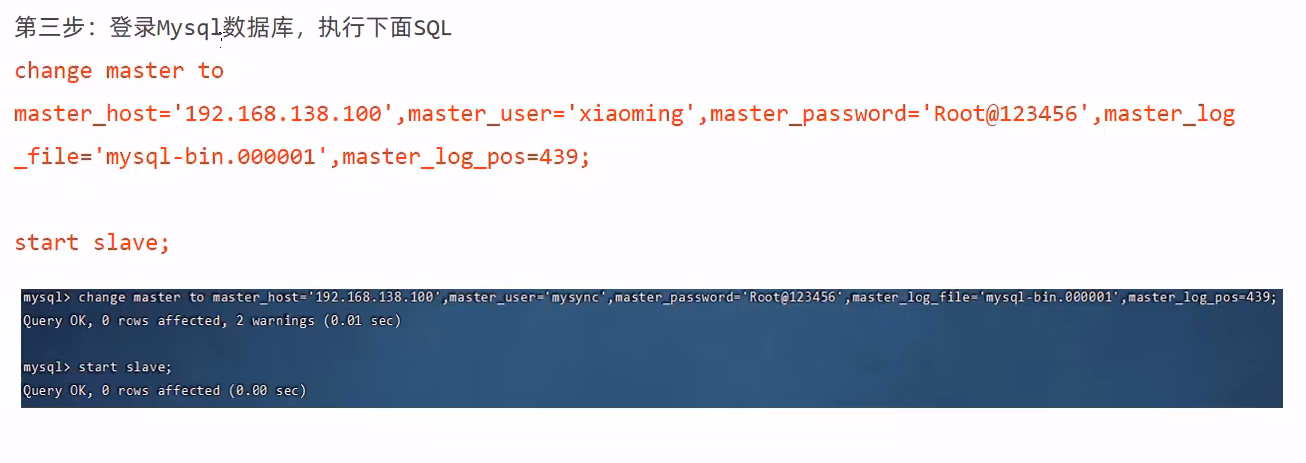 第三步：登录Mysql数据库，执行下面SQL
change master to
master_host='192.168.138.100',master_user='xiaoming',master_password='Root@123456',master_log
_file='mysql-bin.000001',master_log_pos=439;
start slave;
mysql> change master to master_host='192.168.138.100',master_user='mysync',master_password='Root@123456',master_log_file='mysql-bin.000001',master_log_pos=439;
Query OK, 0 rows affected, 2 warnings (0.01 sec)
mysql> start slave;
Query OK, 0 rows affected (0.00 sec)